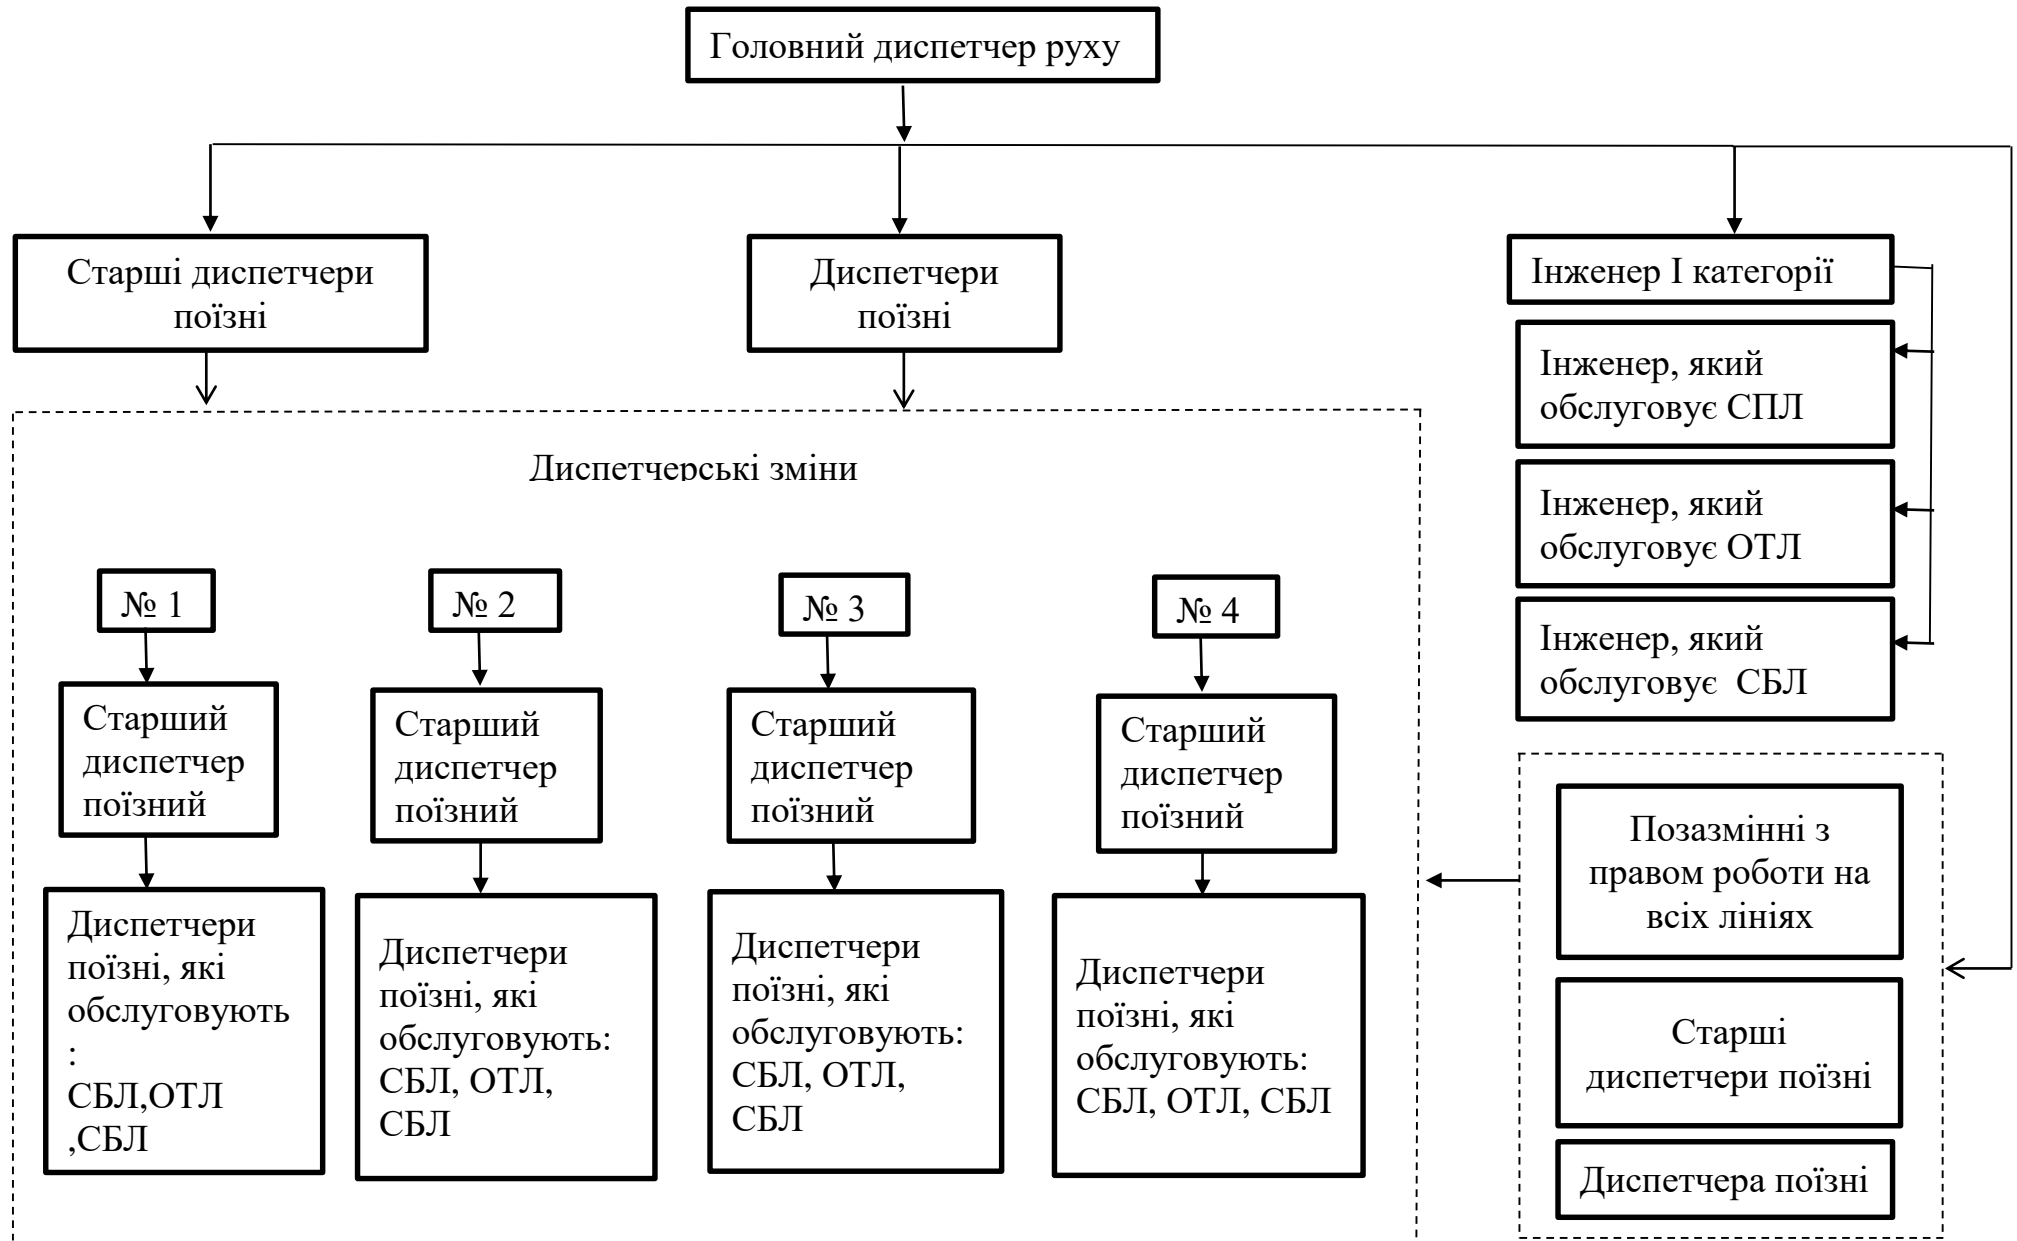 Головний диспетчер руху
Старші диспетчери
поїзні
Диспетчери
поїзні
Інженер І категорії
Інженер, який
обслуговує СПЛ
Інженер, який
обслуговує ОТЛ
Інженер, який
обслуговує СБЛ
Диспетчерські зміни
№ 1
Старший
диспетчер
поїзний
Диспетчери
поїзні, які
обслуговують
:
СБЛ,ОТЛ
,СБЛ
№ 2
Старший
диспетчер
поїзний
Диспетчери
поїзні, які
обслуговують:
СБЛ, ОТЛ,
СБЛ
№ 3
Старший
диспетчер
поїзний
Диспетчери
поїзні, які
обслуговують:
СБЛ, ОТЛ,
СБЛ
№ 4
Старший
диспетчер
поїзний
Диспетчери
поїзні, які
обслуговують:
СБЛ, ОТЛ, СБЛ
Позазмінні з
правом роботи на
всіх лініях
Старші
диспетчери поїзні
Диспетчера поїзні